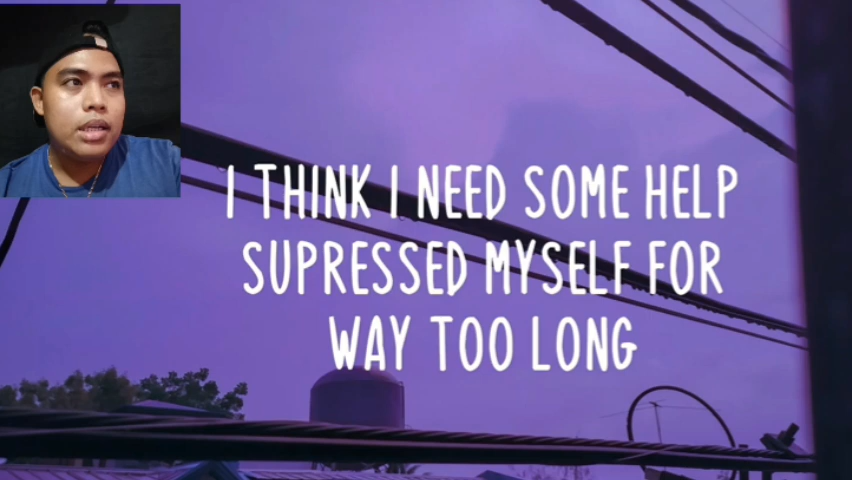 I THINK I NEED SOME HELP
SUPRESSED MYSELF FOR
WAY TOO LONG